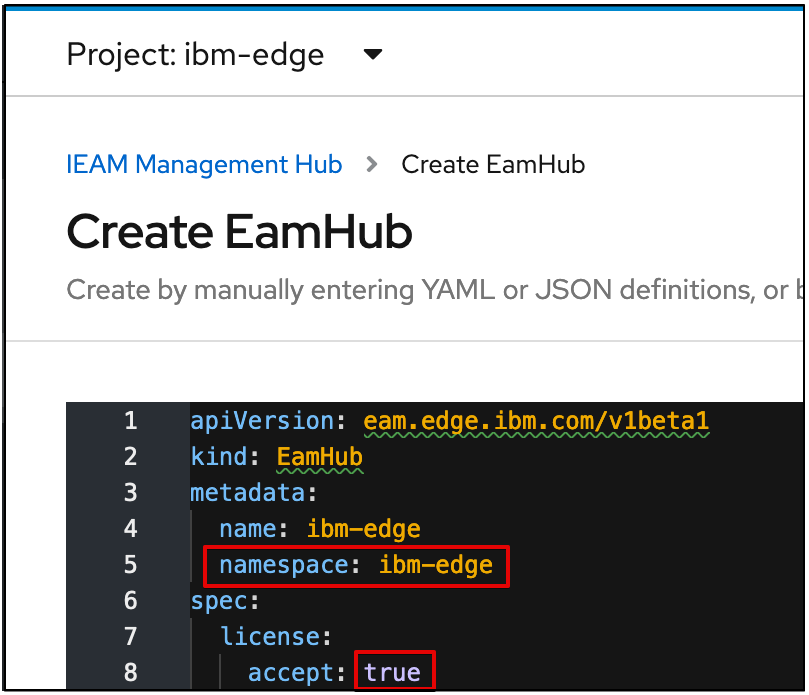 Project: ibm-edge
IEAM Management Hub > Create EamHub
Create EamHub
Create by manually entering YAML or JSON definitions, or
1 apiVersion: eam.edge.ibm.com/v1beta1
2 kind: EamHub
3 metadata:
4   name: ibm-edge
5   namespace: ibm-edge
6 spec:
7   license:
8     accept: true